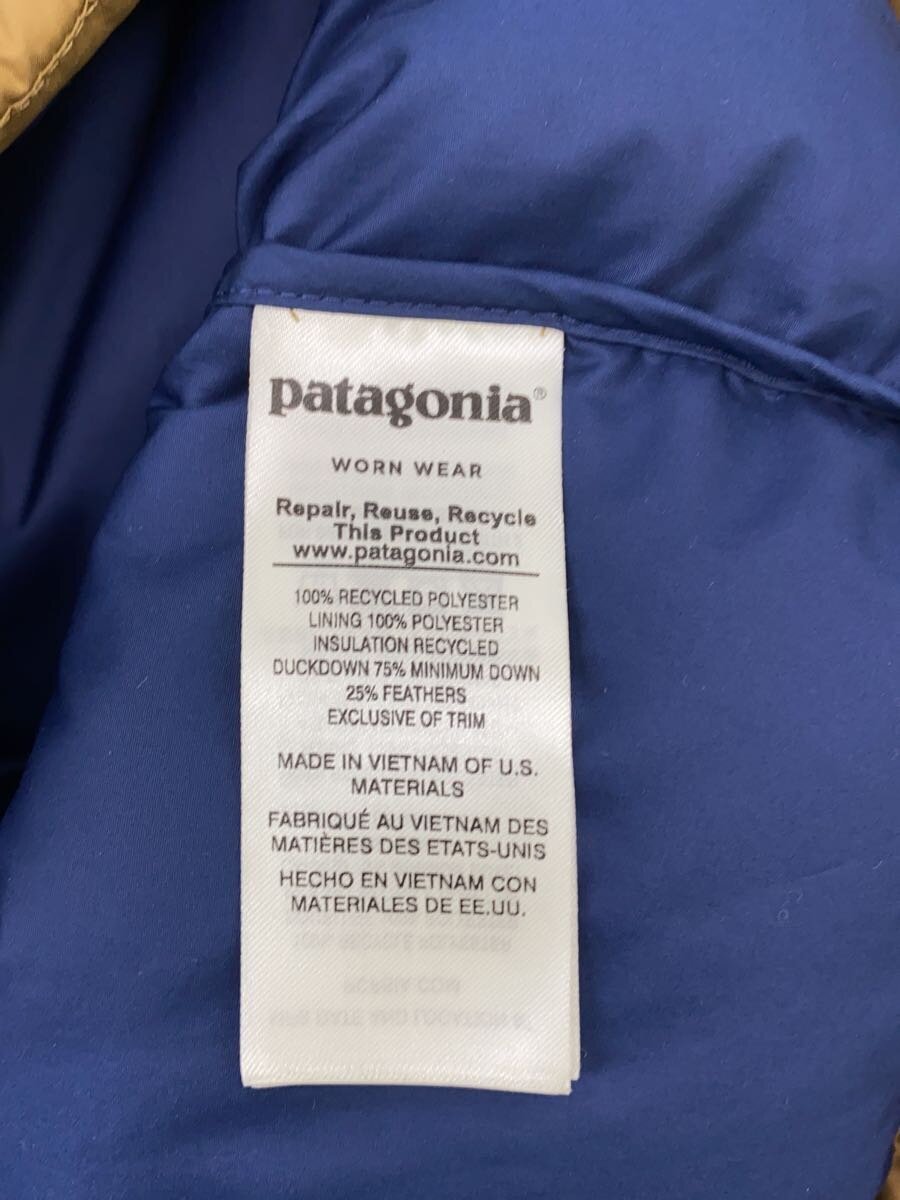 patagonia®
WORN WEAR
Repair, Reuse, Recycle
This Product
www.patagonia.com
100% RECYCLED POLYESTER
LINING 100% POLYESTER
INSULATION RECYCLED
DUCKDOWN 75% MINIMUM DOWN
25% FEATHERS
EXCLUSIVE OF TRIM
MADE IN VIETNAM OF U.S.
MATERIALS
FABRIQUÉ AU VIETNAM DES
MATIÈRES DES ETATS-UNIS
HECHO EN VIETNAM CON
MATERIALES DE EE.UU.